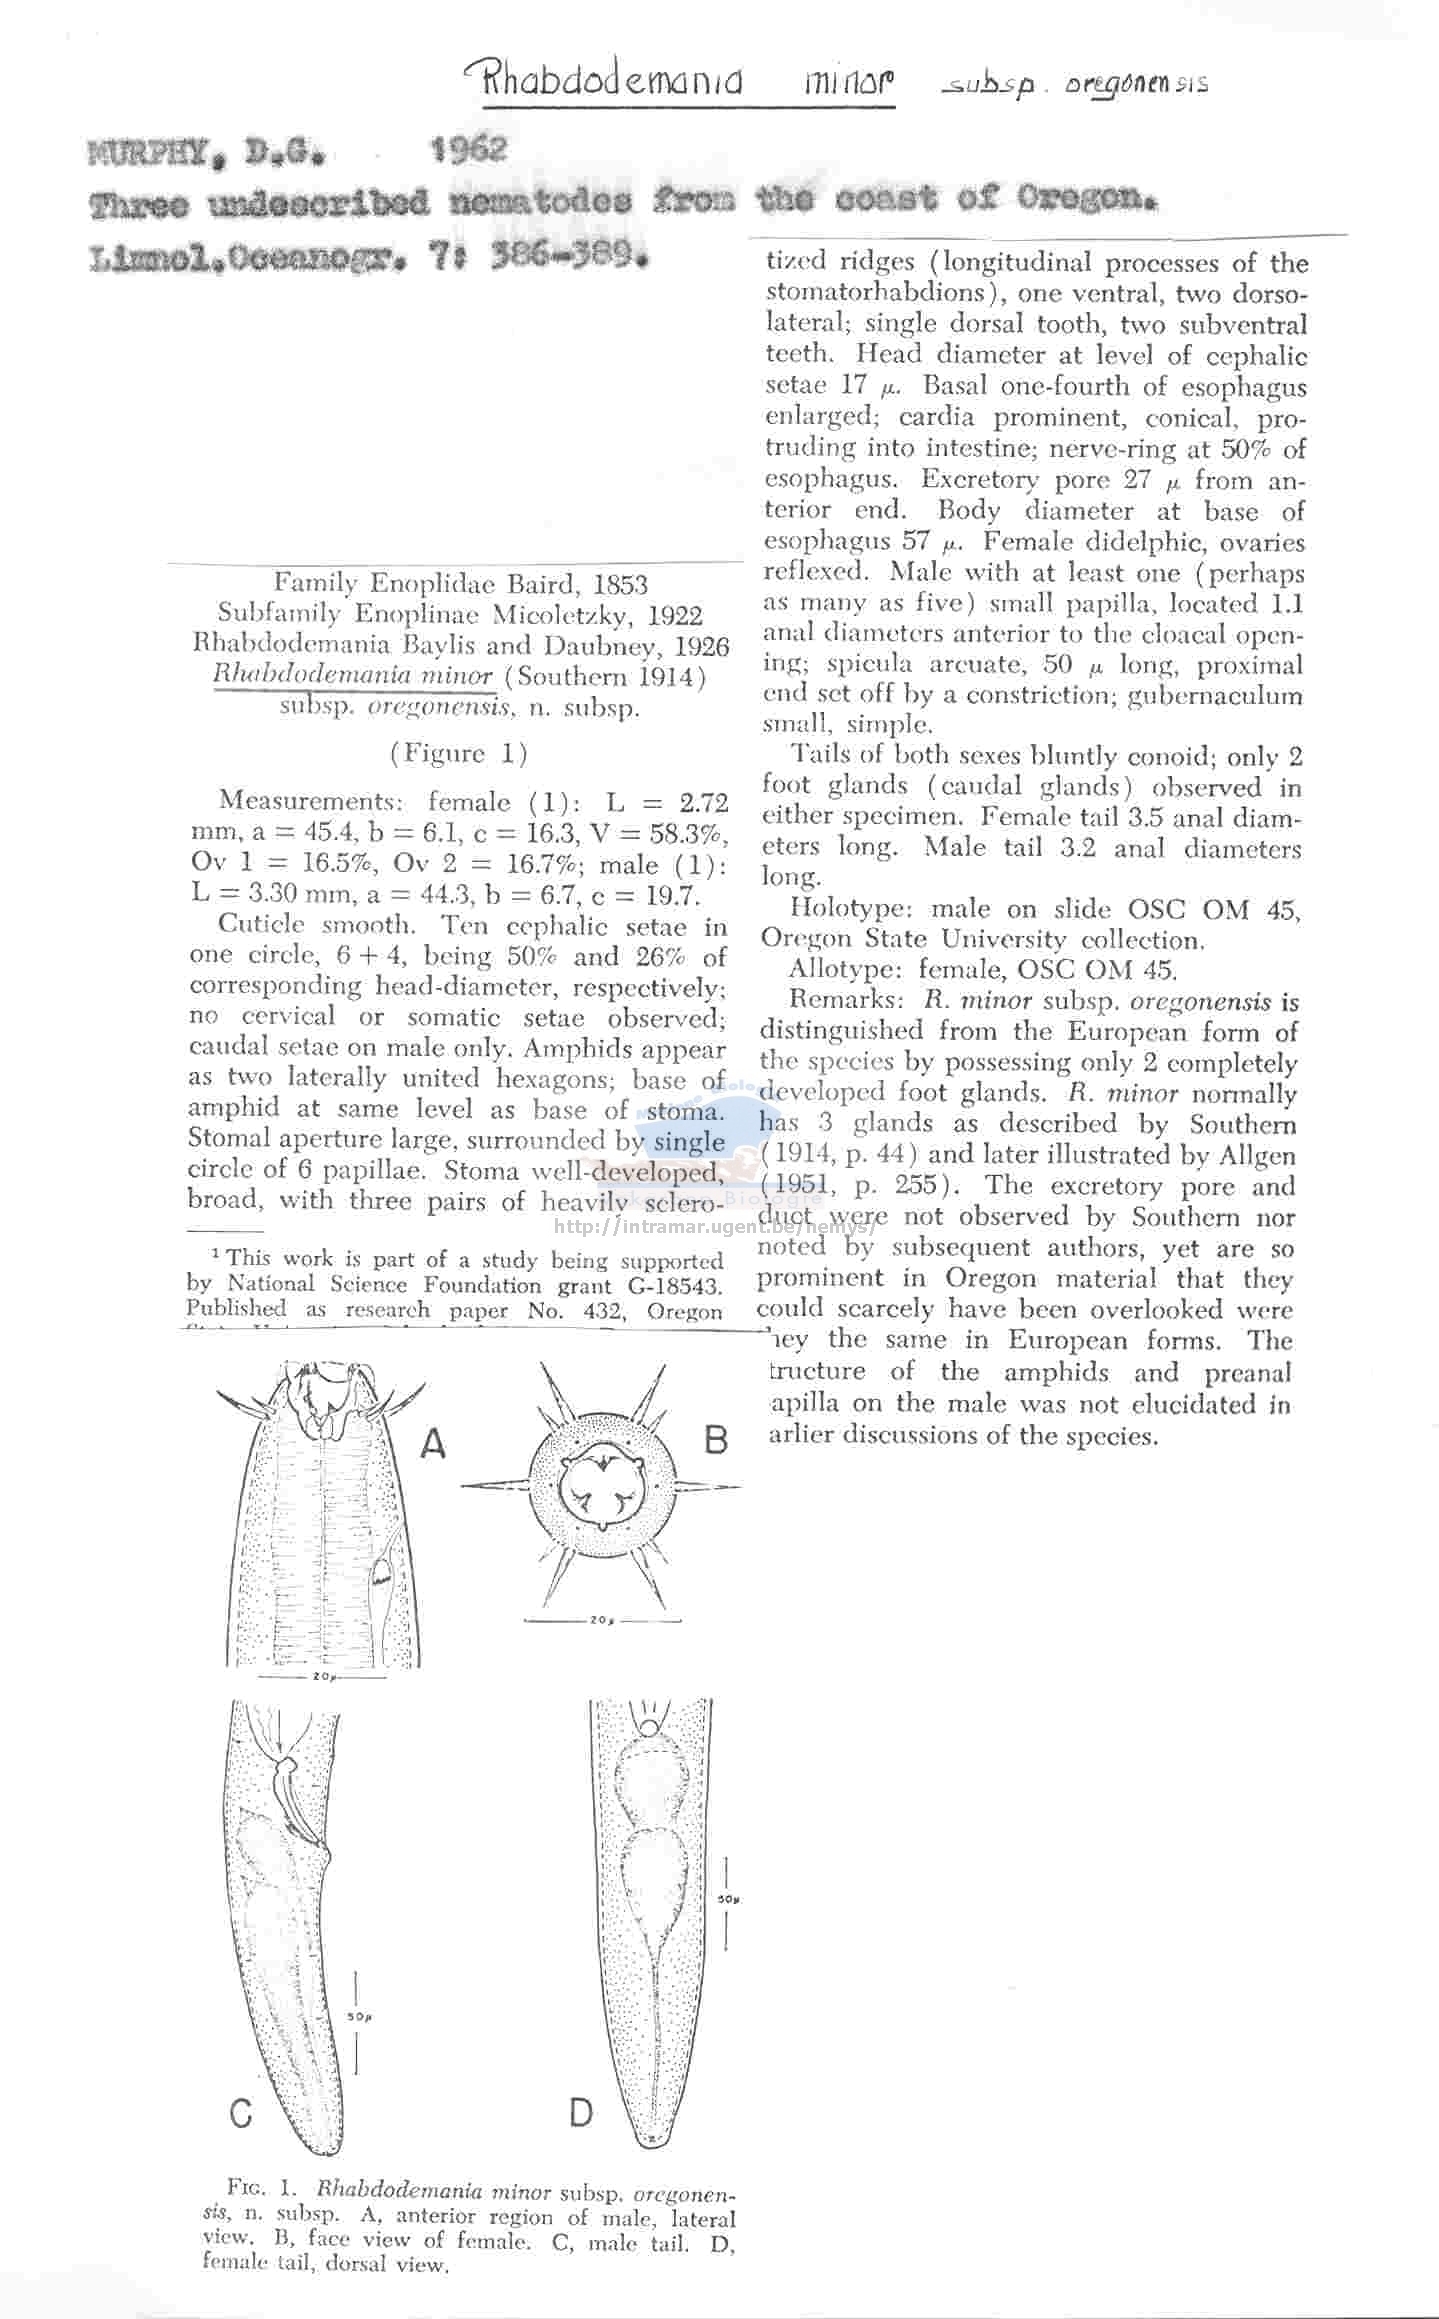 Rhabdodemania minor subsp. oregonensis
MURPHY, D.G. 1962
Three undescribed nematodes from the coast of Oregon.
Limnol.Oceanogr. 7: 386-389.
Family Enoplidae Baird, 1853
Subfamily Enoplinae Micoletzky, 1922
Rhabdodemania Baylis and Daubney, 1926
Rhabdodemania minor (Southern 1914)
subsp. oregonensis, n. subsp.
(Figure 1)
Measurements: female (1): L = 2.72
mm, a = 45.4, b = 6.1, c = 16.3, V = 58.3%,
Ov 1 = 16.5%, Ov 2 = 16.7%; male (1):
L = 3.30 mm, a = 44.3, b = 6.7, c = 19.7.
Cuticle smooth. Ten cephalic setae in
one circle, 6 + 4, being 50% and 26% of
corresponding head-diameter, respectively;
no cervical or somatic setae observed;
caudal setae on male only. Amphids appear
as two laterally united hexagons; base of
amphid at same level as base of stoma.
Stomal aperture large, surrounded by single
circle of 6 papillae. Stoma well-developed,
broad, with three pairs of heavily sclero-
1 This work is part of a study being supported
by National Science Foundation grant G-18543.
Published as research paper No. 432, Oregon
tized ridges (longitudinal processes of the
stomatorhabdions), one ventral, two dorso-
lateral; single dorsal tooth, two subventral
teeth. Head diameter at level of cephalic
setae 17 μ. Basal one-fourth of esophagus
enlarged; cardia prominent, conical, pro-
truding into intestine; nerve-ring at 50% of
esophagus. Excretory pore 27 μ from an-
terior end. Body diameter at base of
esophagus 57 μ. Female didelphic, ovaries
reflexed. Male with at least one (perhaps
as many as five) small papilla, located 1.1
anal diameters anterior to the cloacal open-
ing; spicula arcuate, 50 μ long, proximal
end set off by a constriction; gubernaculum
small, simple.
Tails of both sexes bluntly conoid; only 2
foot glands (caudal glands) observed in
either specimen. Female tail 3.5 anal diam-
eters long. Male tail 3.2 anal diameters
long.
Holotype: male on slide OSC OM 45,
Oregon State University collection.
Allotype: female, OSC OM 45.
Remarks: R. minor subsp. oregonensis is
distinguished from the European form of
the species by possessing only 2 completely
developed foot glands. R. minor normally
has 3 glands as described by Southern
(1914, p. 44) and later illustrated by Allgen
(1951, p. 255). The excretory pore and
duct were not observed by Southern nor
noted by subsequent authors, yet are so
prominent in Oregon material that they
could scarcely have been overlooked were
hey the same in European forms. The
tructure of the amphids and preanal
apilla on the male was not elucidated in
arlier discussions of the species.
http://intramar.ugent.be/nemys/
A
B
20 μ
20 μ
50 μ
50 μ
C
D
FIG. 1. Rhabdodemania minor subsp. oregonen-
sis, n. subsp. A, anterior region of male, lateral
view. B, face view of female. C, male tail. D,
female tail, dorsal view.